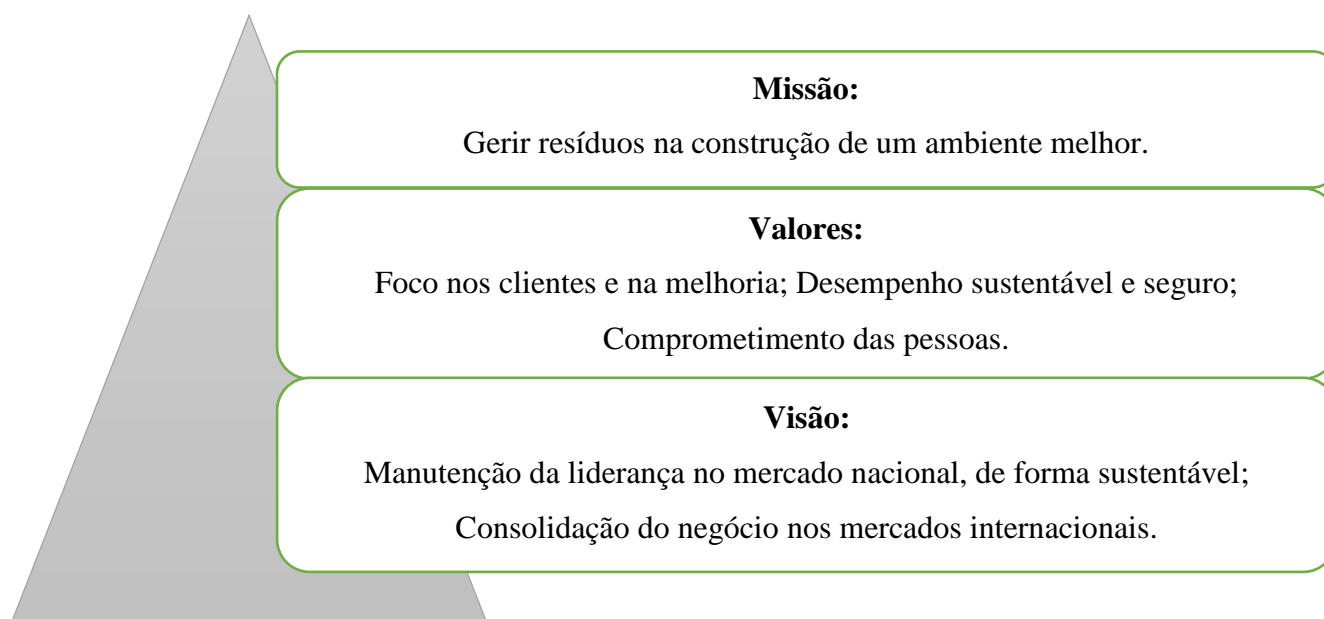 Missão:
Gerir resíduos na construção de um ambiente melhor.
Valores:
Foco nos clientes e na melhoria; Desempenho sustentável e seguro;
Comprometimento das pessoas.
Visão:
Manutenção da liderança no mercado nacional, de forma sustentável;
Consolidação do negócio nos mercados internacionais.